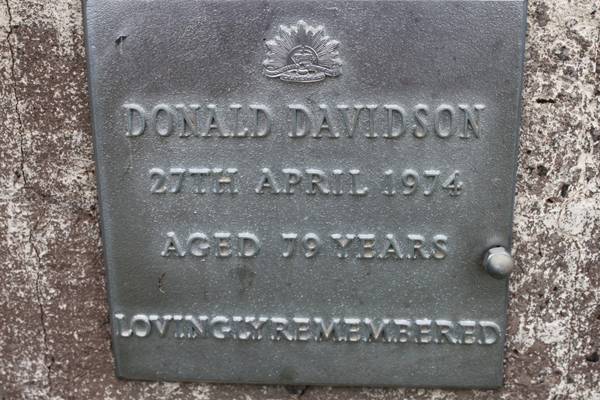 DONALD DAVIDSON
27TH APRIL 1974
AGED 79 YEARS
LOVINGLY REMEMBERED